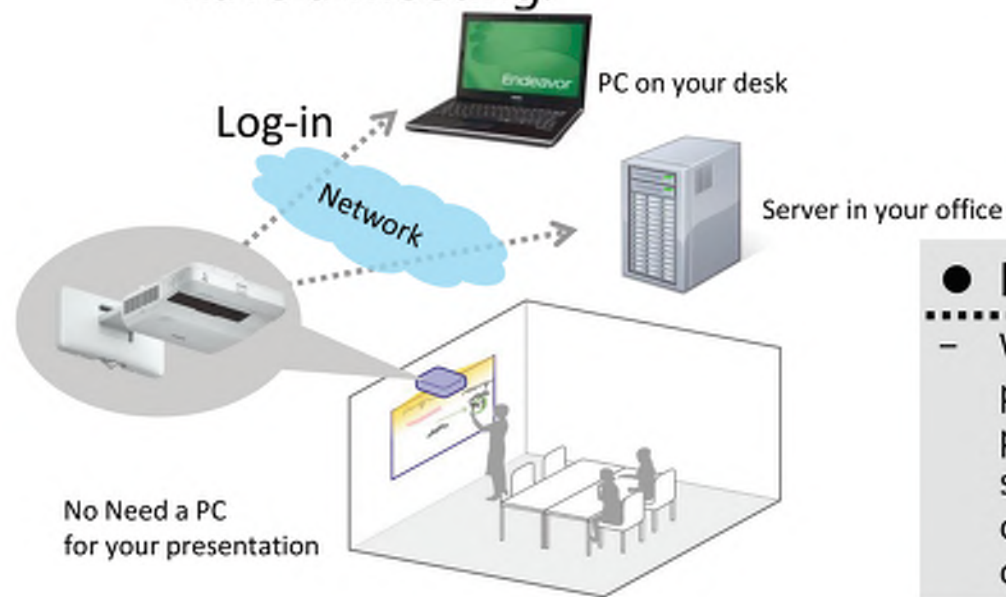 Endeavor
PC on your desk
Log-in
Network
Server in your office
No Need a PC
for your presentation